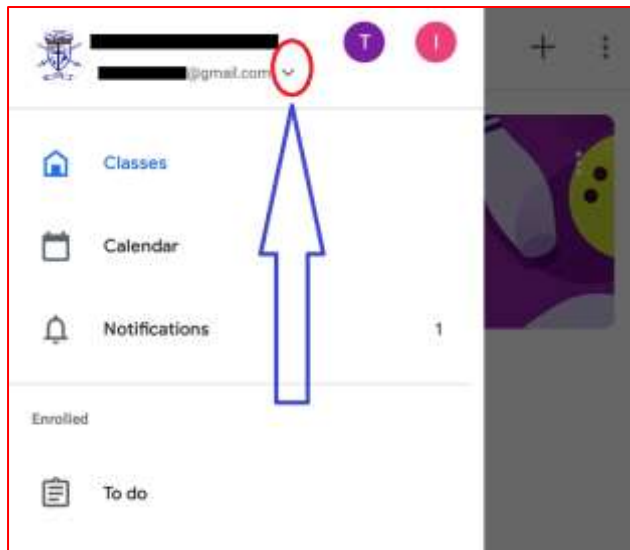 T I
@gmail.com
Classes
Calendar
Notifications 1
Enrolled
To do